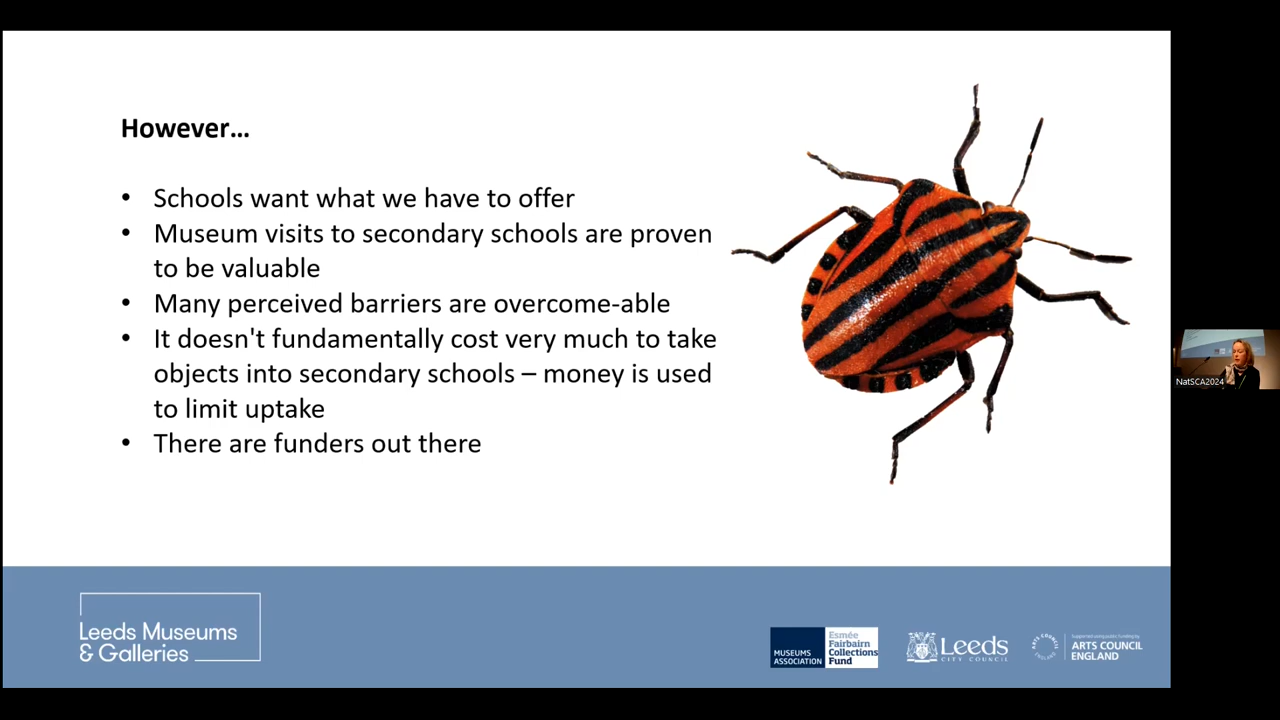 However...
• Schools want what we have to offer
• Museum visits to secondary schools are proven
to be valuable
• Many perceived barriers are overcome-able
• It doesn't fundamentally cost very much to take
objects into secondary schools – money is used
to limit uptake
• There are funders out there
NatSCA2024
Leeds Museums
& Galleries
MUSEUMS
ASSOCIATION
Esmée
Fairbairn
Collections
Fund
Leeds
CITY COUNCIL
ARTS COUNCIL
ENGLAND